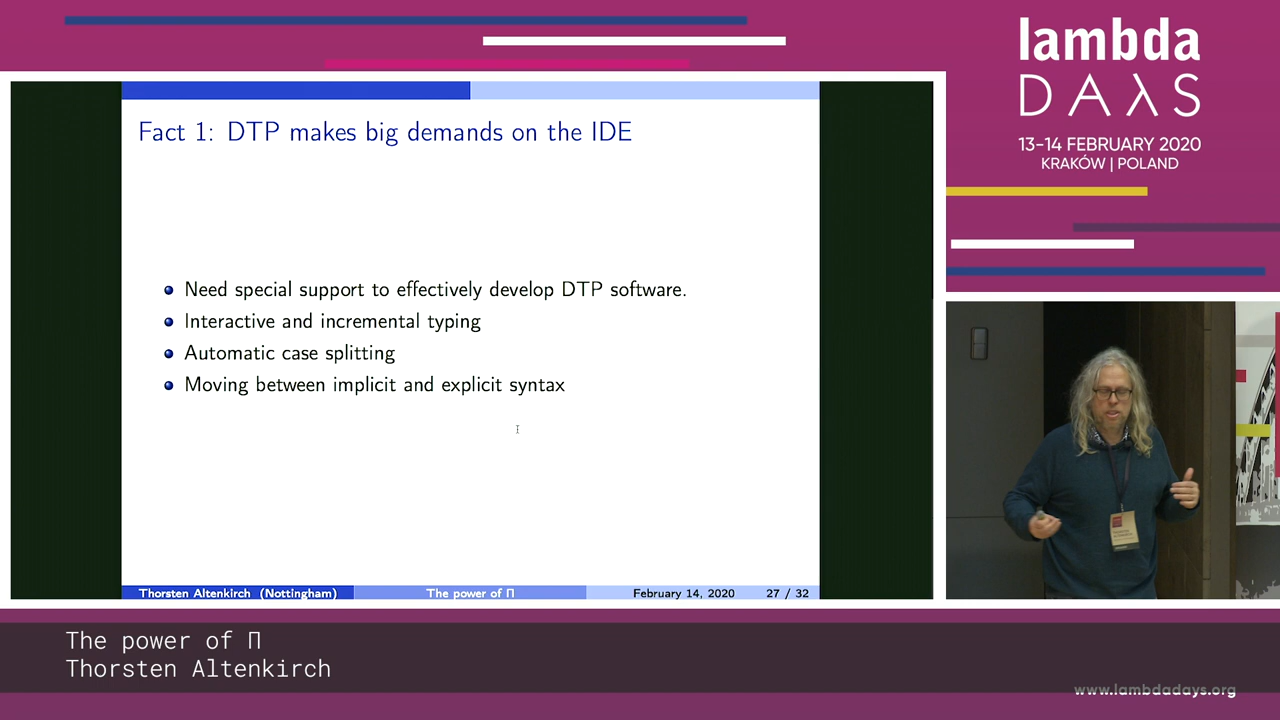 lambda
DAλS
13–14 FEBRUARY 2020
KRAKÓW | POLAND
Fact 1: DTP makes big demands on the IDE
Need special support to effectively develop DTP software.
Interactive and incremental typing
Automatic case splitting
Moving between implicit and explicit syntax
Thorsten Altenkirch (Nottingham)
The power of Π
February 14, 2020
27 / 32
The power of Π
Thorsten Altenkirch
www.lambdadays.org